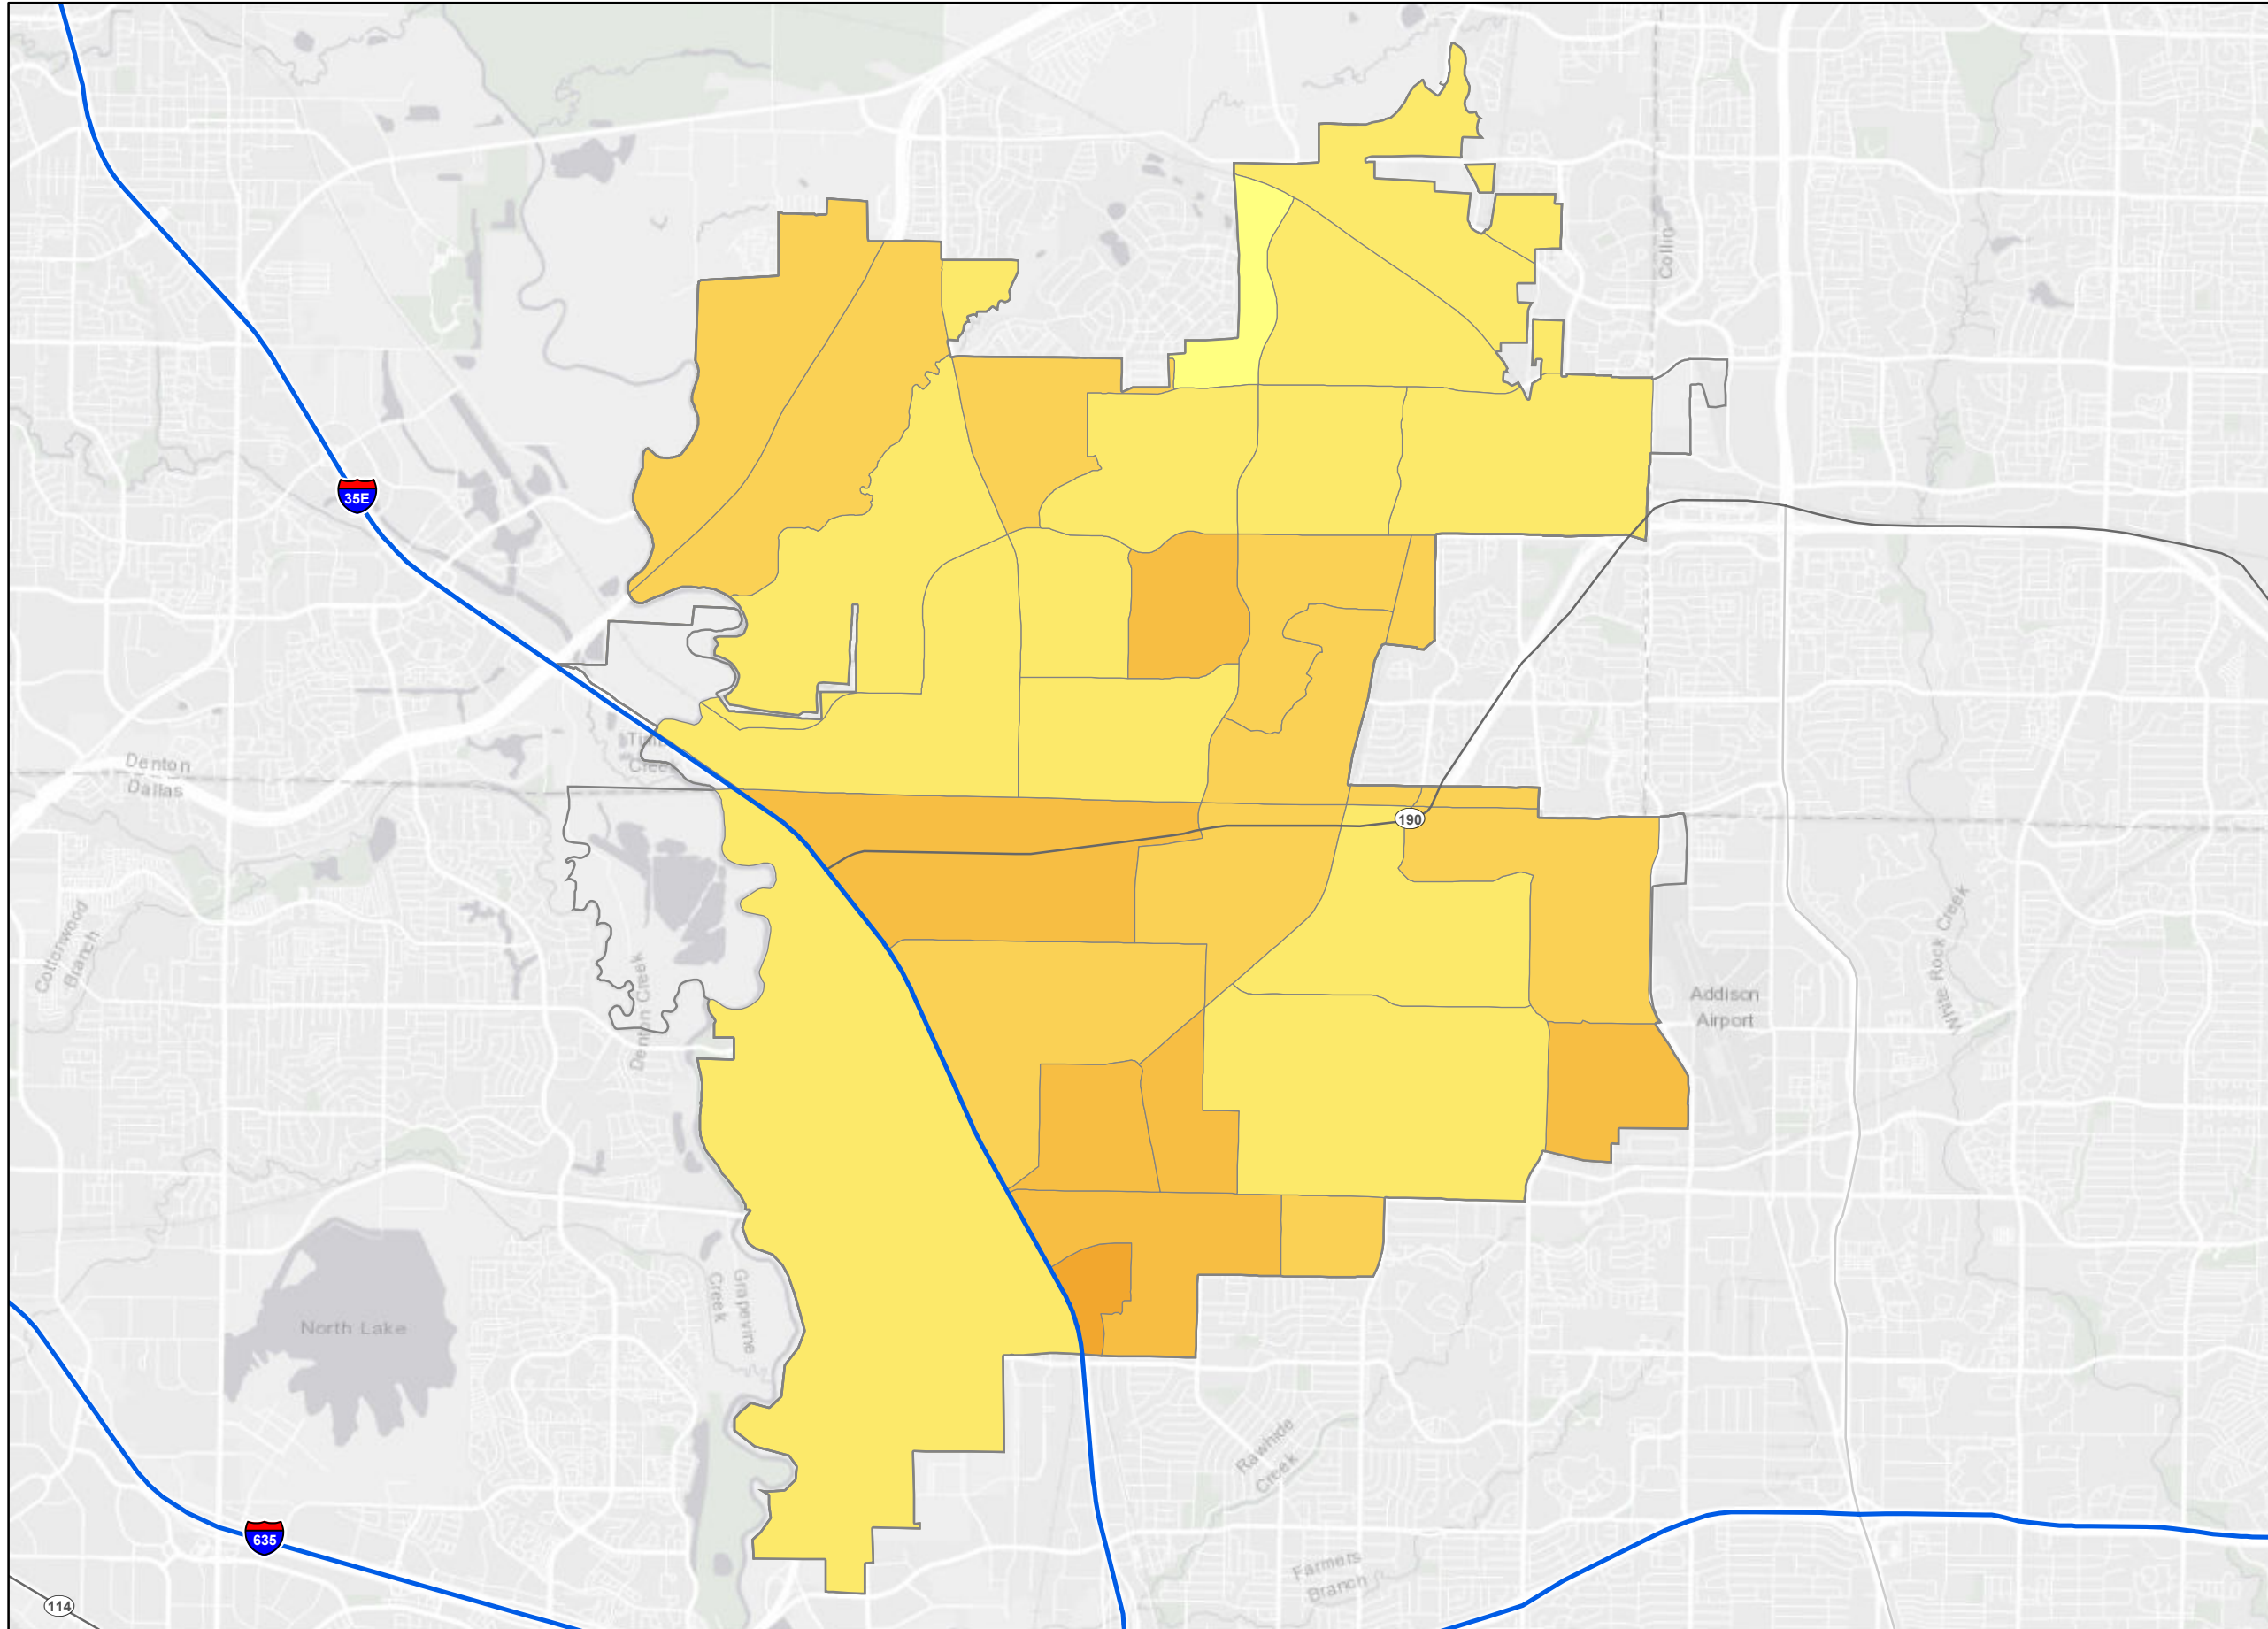 Collin
35E
Denton
Dallas
Creek
190
Cottonwood
Branch
Denton Creek
White Rock Creek
Addison
Airport
Grapevine
Creek
North Lake
Rawhide
Creek
635
Farmers
Branch
114